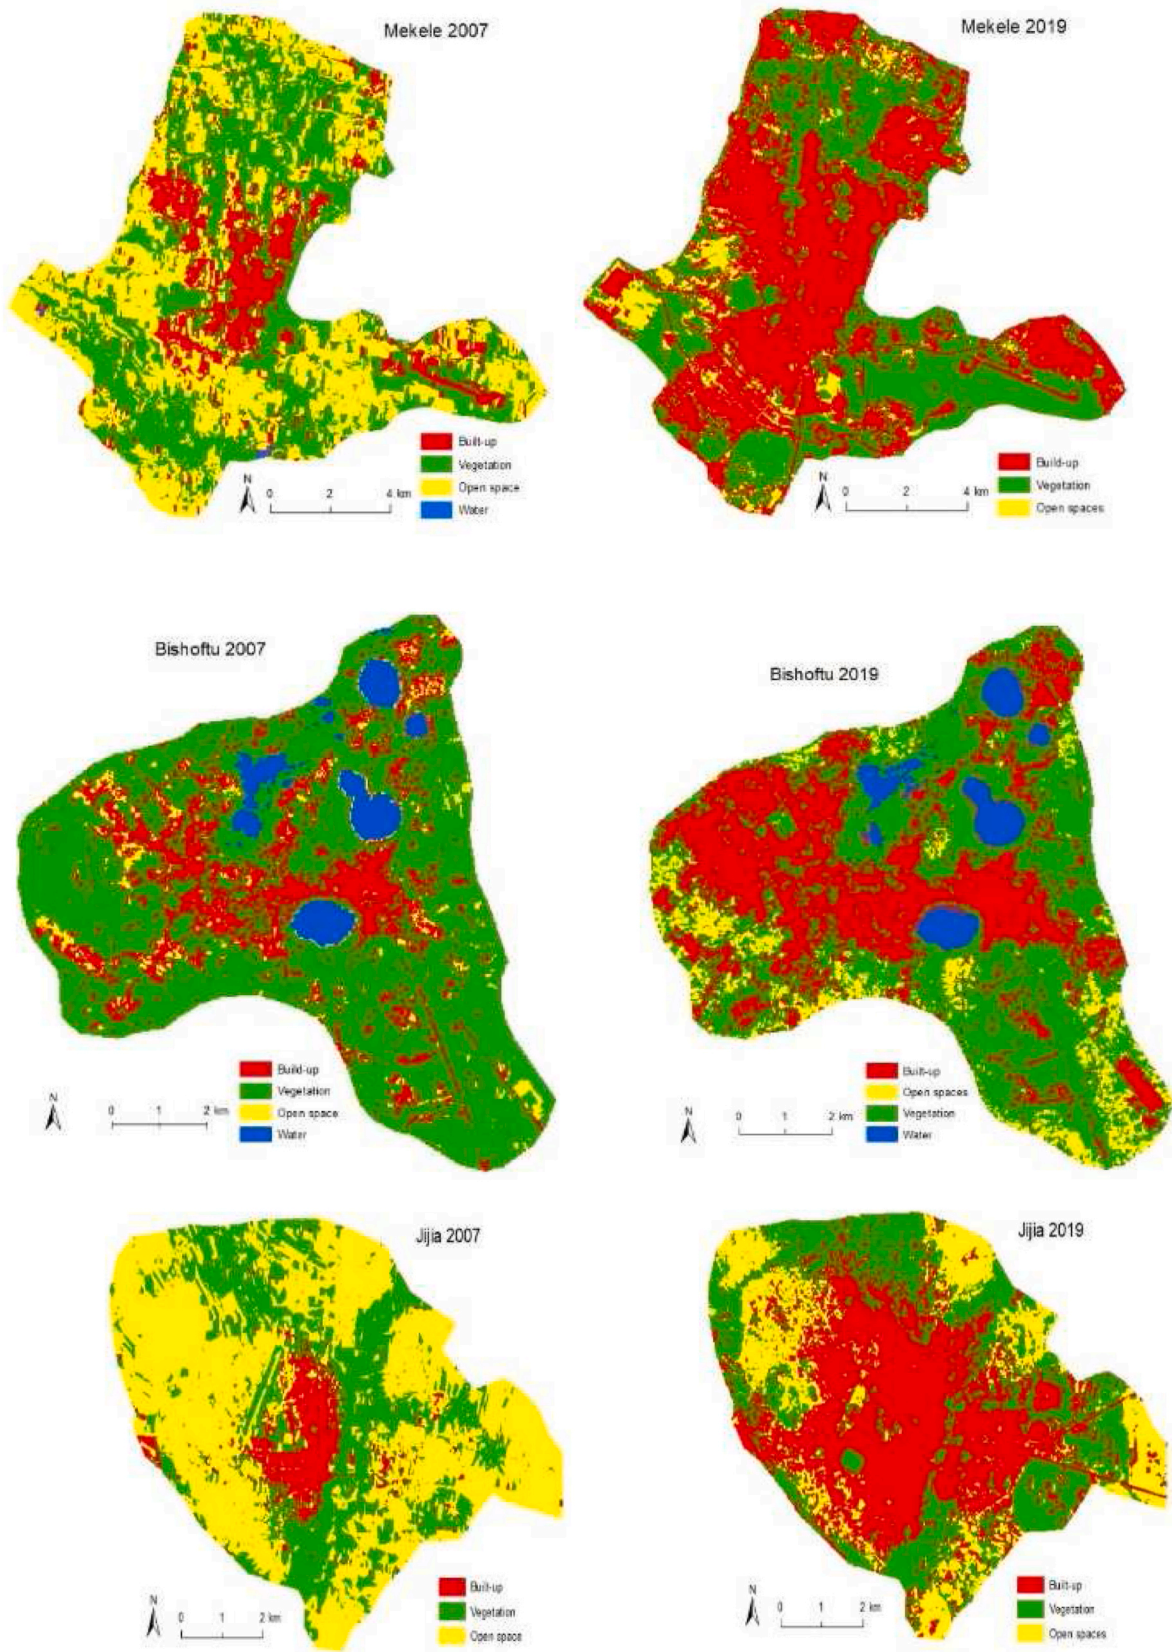 Mekele 2007
Mekele 2019
Built-up
Vegetation
Open space
Water
N
0 2 4 km
Build-up
Vegetation
Open spaces
N
0 2 4 km
Bishoftu 2007
Bishoftu 2019
Build-up
Vegetation
Open space
Water
N
0 1 2 km
Built-up
Open spaces
Vegetation
Water
N
0 1 2 km
Jijia 2007
Jijia 2019
Built-up
Vegetation
Open space
N
0 1 2 km
Built-up
Vegetation
Open spaces
N
0 1 2 km